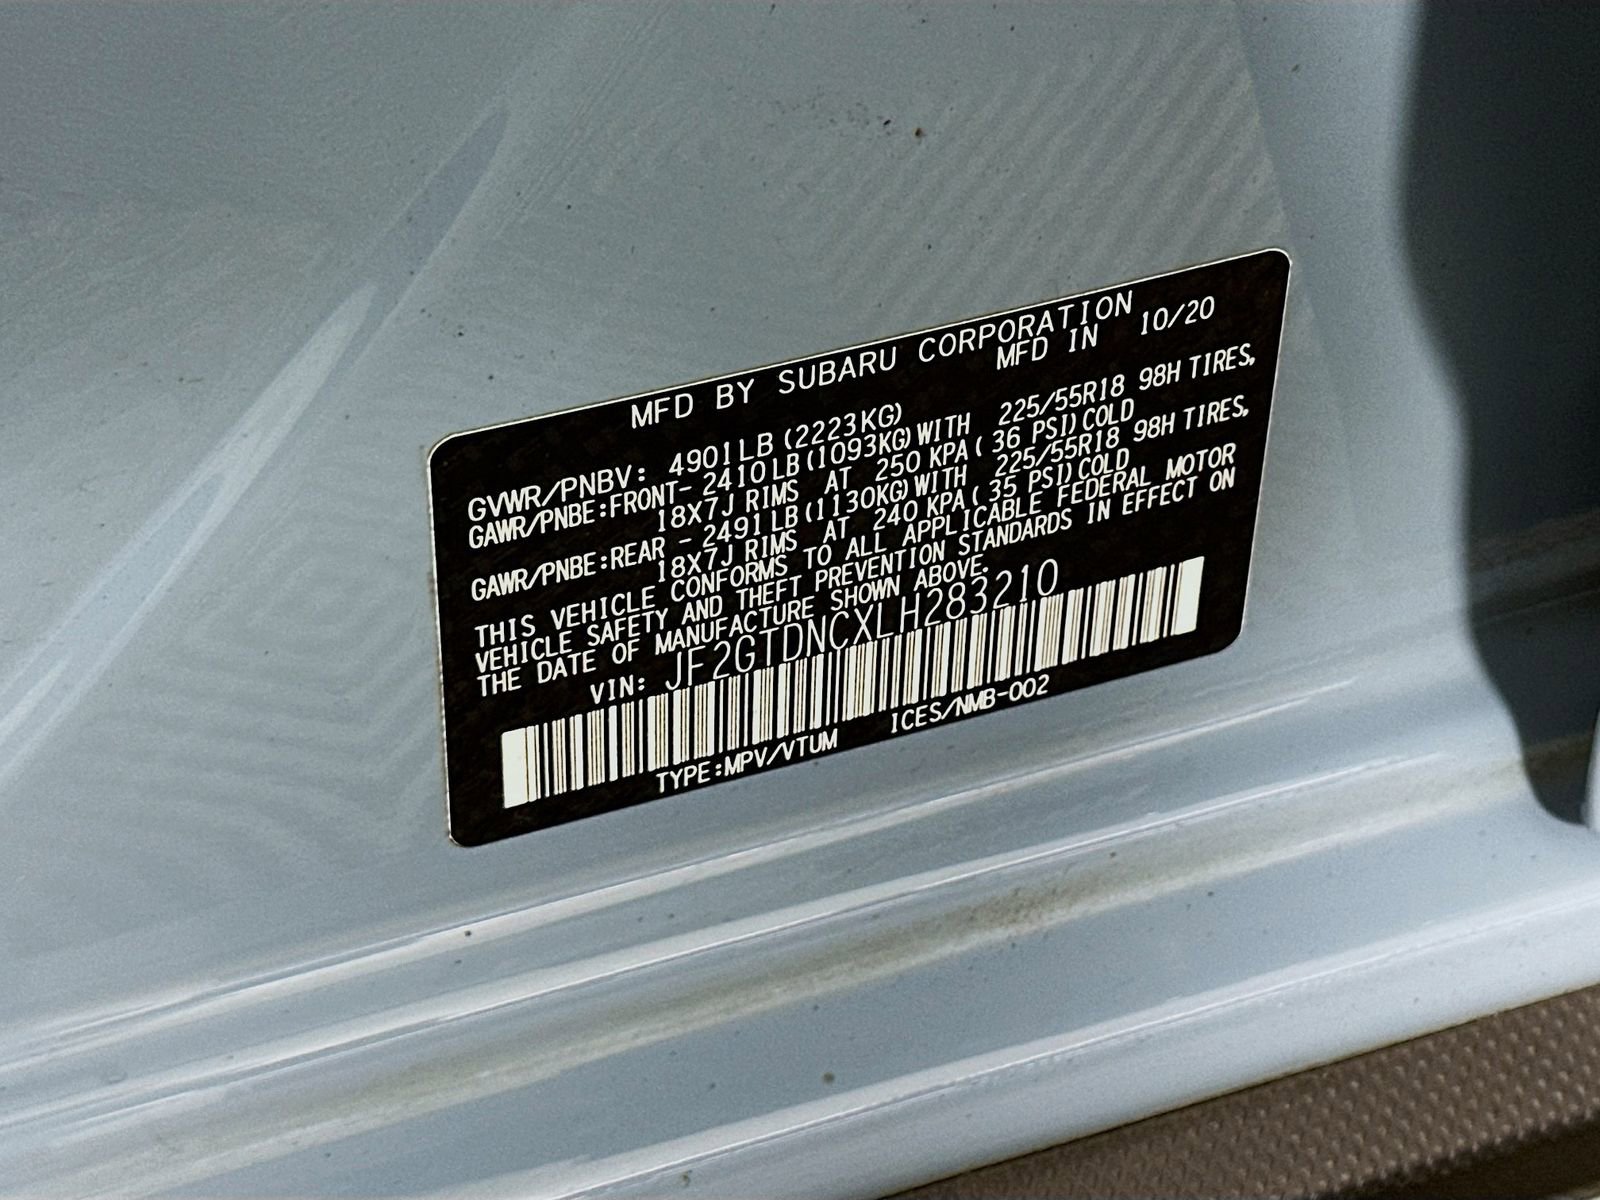 MFD BY SUBARU CORPORATION
MFD IN 10/20
GVWR/PNBV: 4901LB(2223KG)
GAWR/PNBE:FRONT- 2410LB(1093KG)WITH 225/55R18 98H TIRES,
18X7J RIMS AT 250 KPA( 36 PSI)COLD
GAWR/PNBE:REAR - 2491LB(1130KG)WITH 225/55R18 98H TIRES,
18X7J RIMS AT 240 KPA( 35 PSI)COLD
THIS VEHICLE CONFORMS TO ALL APPLICABLE FEDERAL MOTOR
VEHICLE SAFETY AND THEFT PREVENTION STANDARDS IN EFFECT ON
THE DATE OF MANUFACTURE SHOWN ABOVE.
VIN: JF2GTDNCXLH283210
TYPE:MPV/VTUM ICES/NMB-002